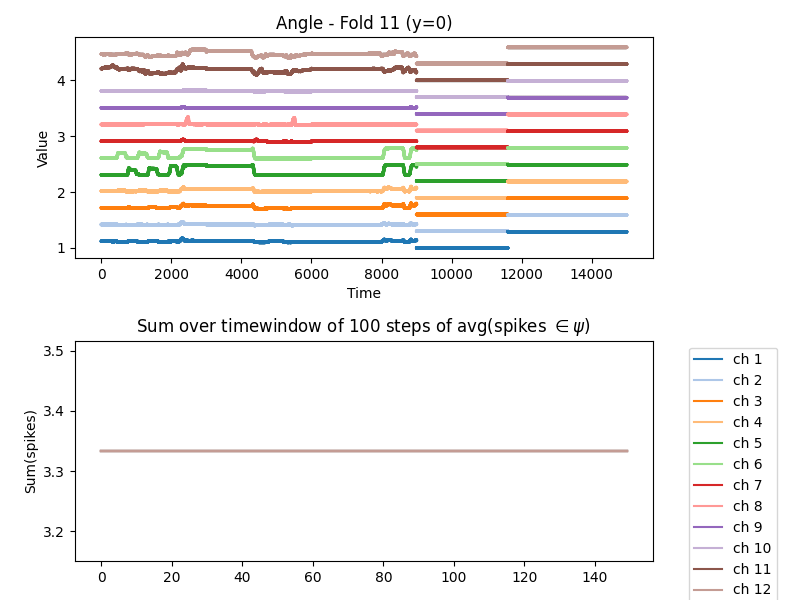 Angle - Fold 11 (y=0)
4
3
2
1
Value
0 2000 4000 6000 8000 10000 12000 14000
Time
Sum over timewindow of 100 steps of avg(spikes ∈ ψ)
3.5
3.4
3.3
3.2
Sum(spikes)
0 20 40 60 80 100 120 140
ch 1
ch 2
ch 3
ch 4
ch 5
ch 6
ch 7
ch 8
ch 9
ch 10
ch 11
ch 12